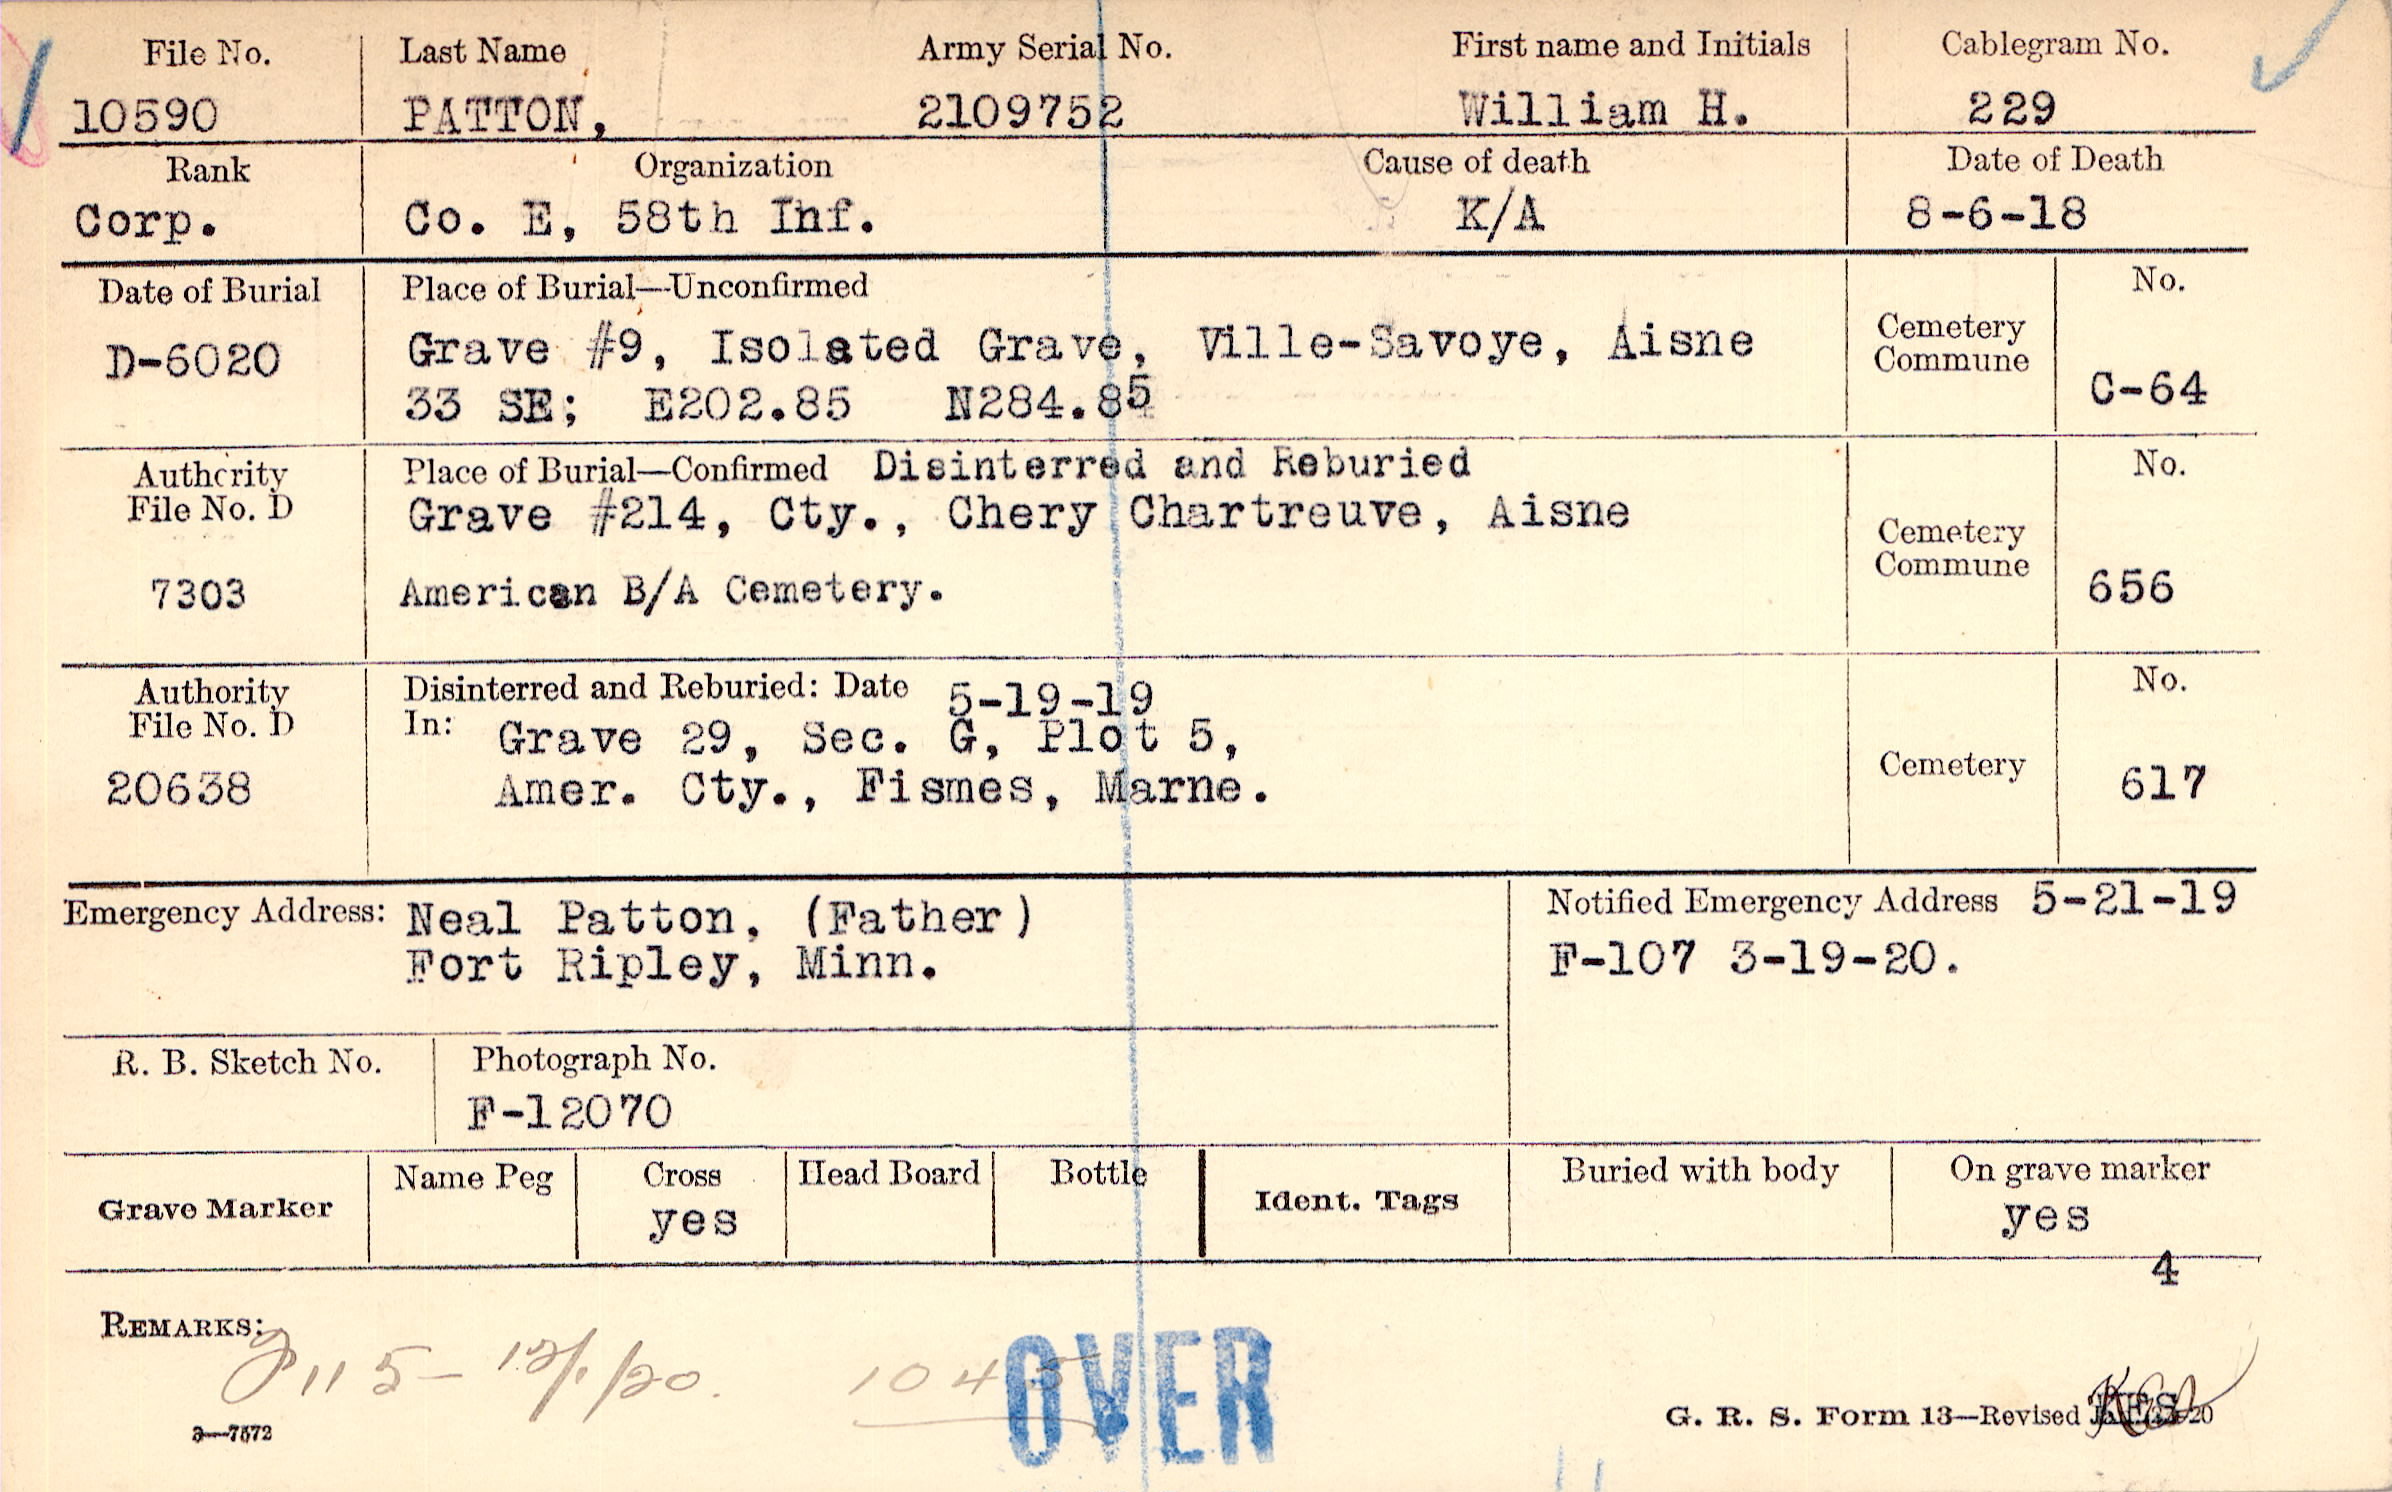 File No. Last Name Army Serial No. First name and Initials Cablegram No.
10590 PATTON, 2109752 William H. 229
Rank Organization Cause of death Date of Death
Corp. Co. E, 58th Inf. K/A 8-6-18
Date of Burial Place of Burial—Unconfirmed No.
D-6020 Grave #9, Isolated Grave, Ville-Savoye, Aisne Cemetery
Commune
33 SE; E202.85 N284.85 C-64
Authority Place of Burial—Confirmed Disinterred and Reburied No.
File No. D Grave #214, Cty., Chery Chartreuve, Aisne
Cemetery
Commune
7303 American B/A Cemetery. 656
Authority Disinterred and Reburied: Date 5-19-19 No.
File No. D In: Grave 29, Sec. G, Plot 5,
20638 Amer. Cty., Fismes, Marne. Cemetery 617
Emergency Address: Neal Patton, (Father) Notified Emergency Address 5-21-19
Fort Ripley, Minn. F-107 3-19-20.
R. B. Sketch No. Photograph No.
F-12070
Grave Marker Name Peg Cross Head Board Bottle Ident. Tags Buried with body On grave marker
yes yes
4
REMARKS:
115- 12/1/20. 1045 OVER
3—7572 G. R. S. Form 13—Revised